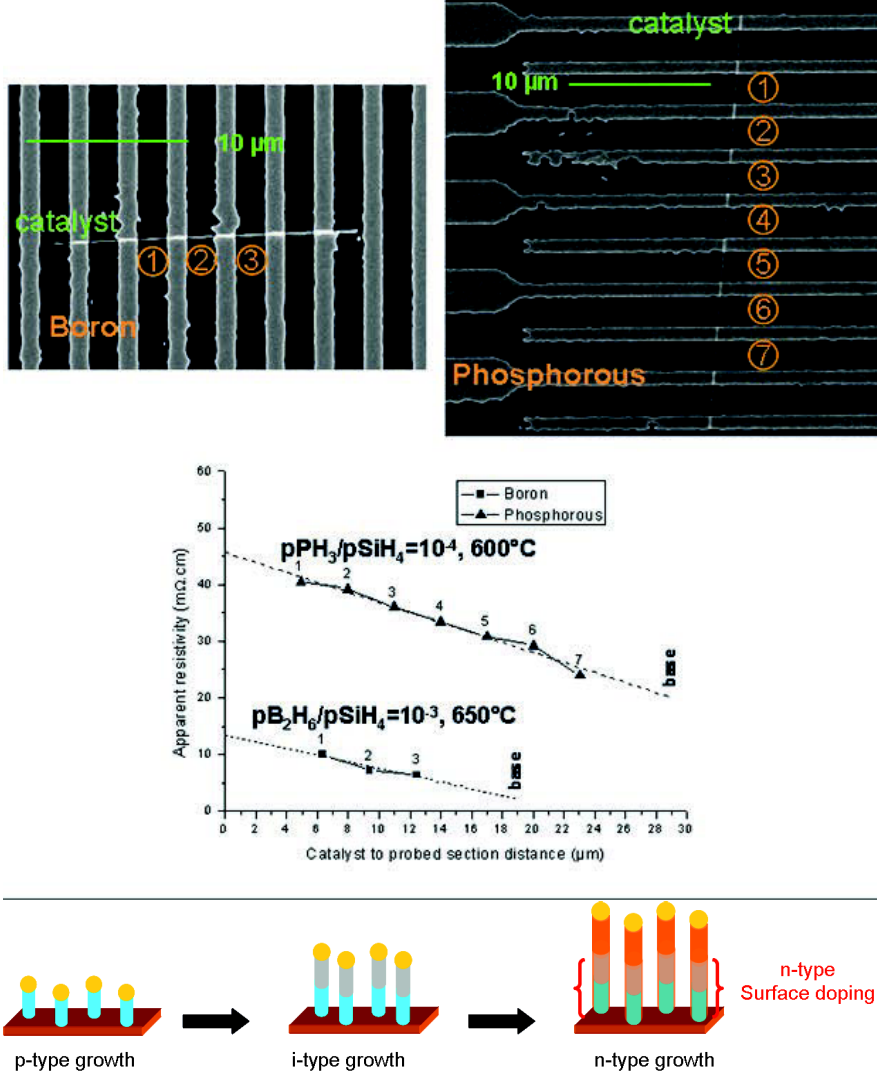 catalyst
10 µm
①
②
③
④
⑤
⑥
⑦
Phosphorous
10 µm
catalyst
① ② ③
Boron
60
50
40
30
20
10
0
Apparent resistivity (mΩ.cm)
Boron
Phosphorous
pPH₃/pSiH₄=10⁻⁴, 600°C
1 2 3 4 5 6 7
base
pB₂H₆/pSiH₄=10⁻³, 650°C
1 2 3
base
0 2 4 6 8 10 12 14 16 18 20 22 24 26 28 30
Catalyst to probed section distance (µm)
n-type
Surface doping
p-type growth
i-type growth
n-type growth